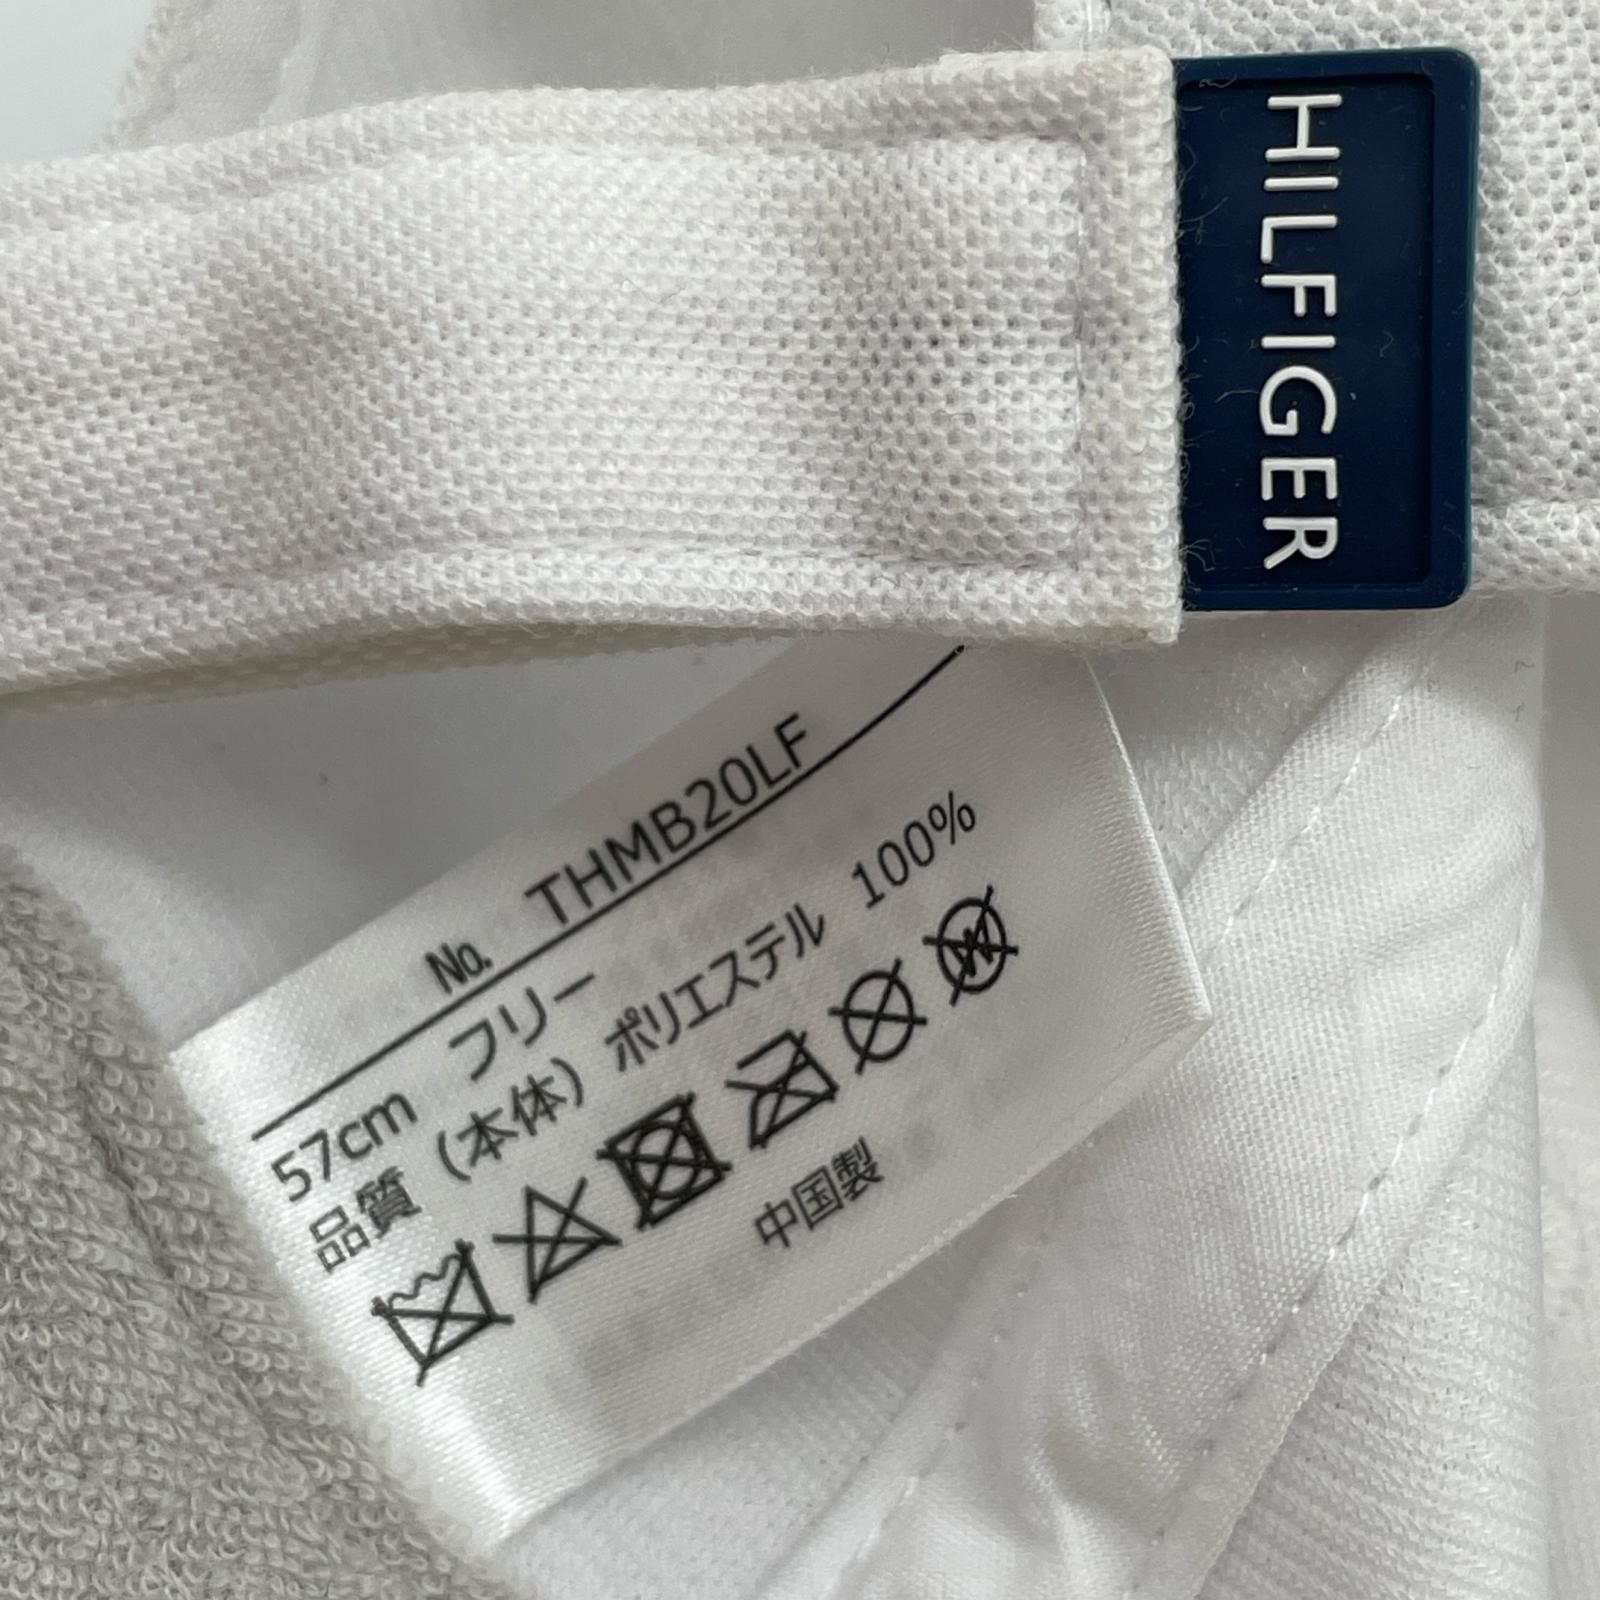 HILFIGER
No. THMB20LF
57cm フリー
品質 (本体) ポリエステル 100%
中国製